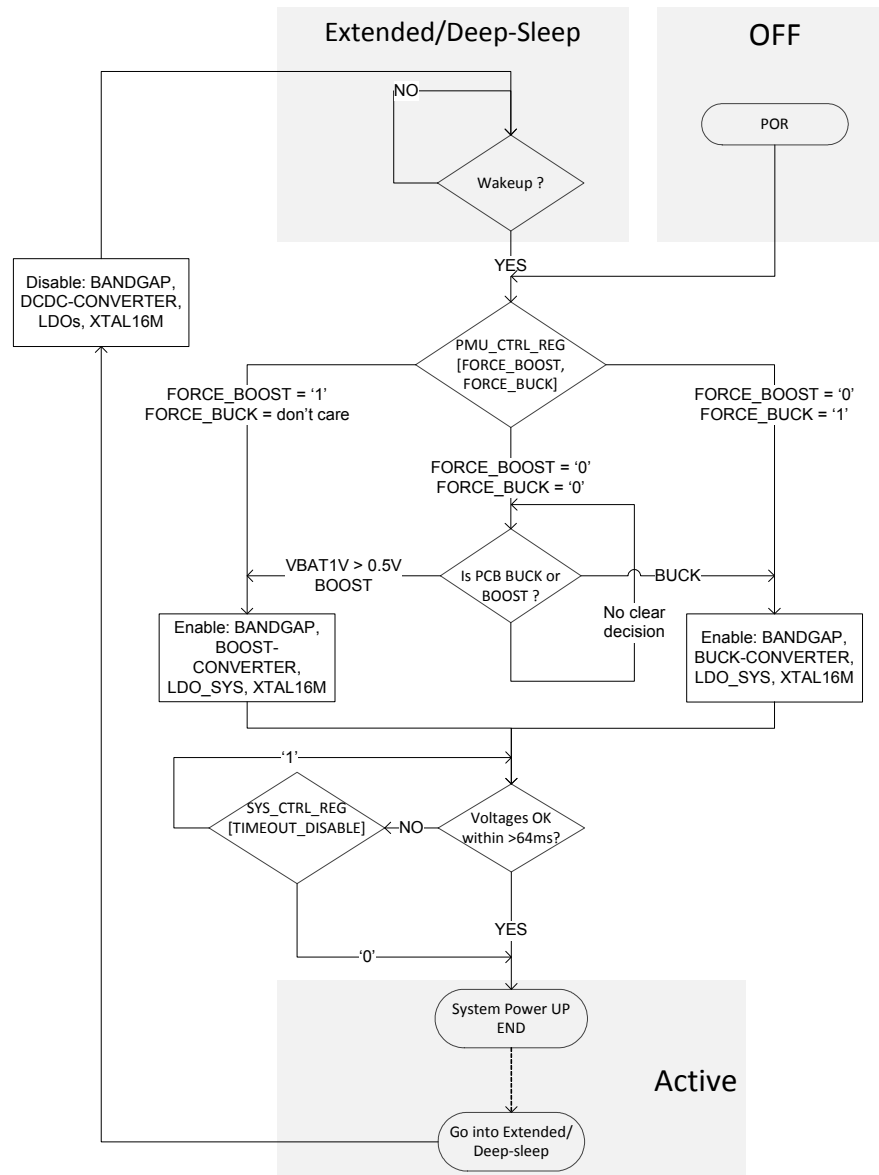 Extended/Deep-Sleep
OFF
NO
POR
Wakeup ?
YES
Disable: BANDGAP,
DCDC-CONVERTER,
LDOs, XTAL16M
PMU_CTRL_REG
[FORCE_BOOST,
FORCE_BUCK]
FORCE_BOOST = ‘1’
FORCE_BUCK = don’t care
FORCE_BOOST = ‘0’
FORCE_BUCK = ‘1’
FORCE_BOOST = ‘0’
FORCE_BUCK = ‘0’
VBAT1V > 0.5V
BOOST
Is PCB BUCK or
BOOST ?
BUCK
No clear
decision
Enable: BANDGAP,
BOOST-
CONVERTER,
LDO_SYS, XTAL16M
Enable: BANDGAP,
BUCK-CONVERTER,
LDO_SYS, XTAL16M
‘1’
SYS_CTRL_REG
[TIMEOUT_DISABLE]
NO
Voltages OK
within >64ms?
YES
‘0’
System Power UP
END
Active
Go into Extended/
Deep-sleep